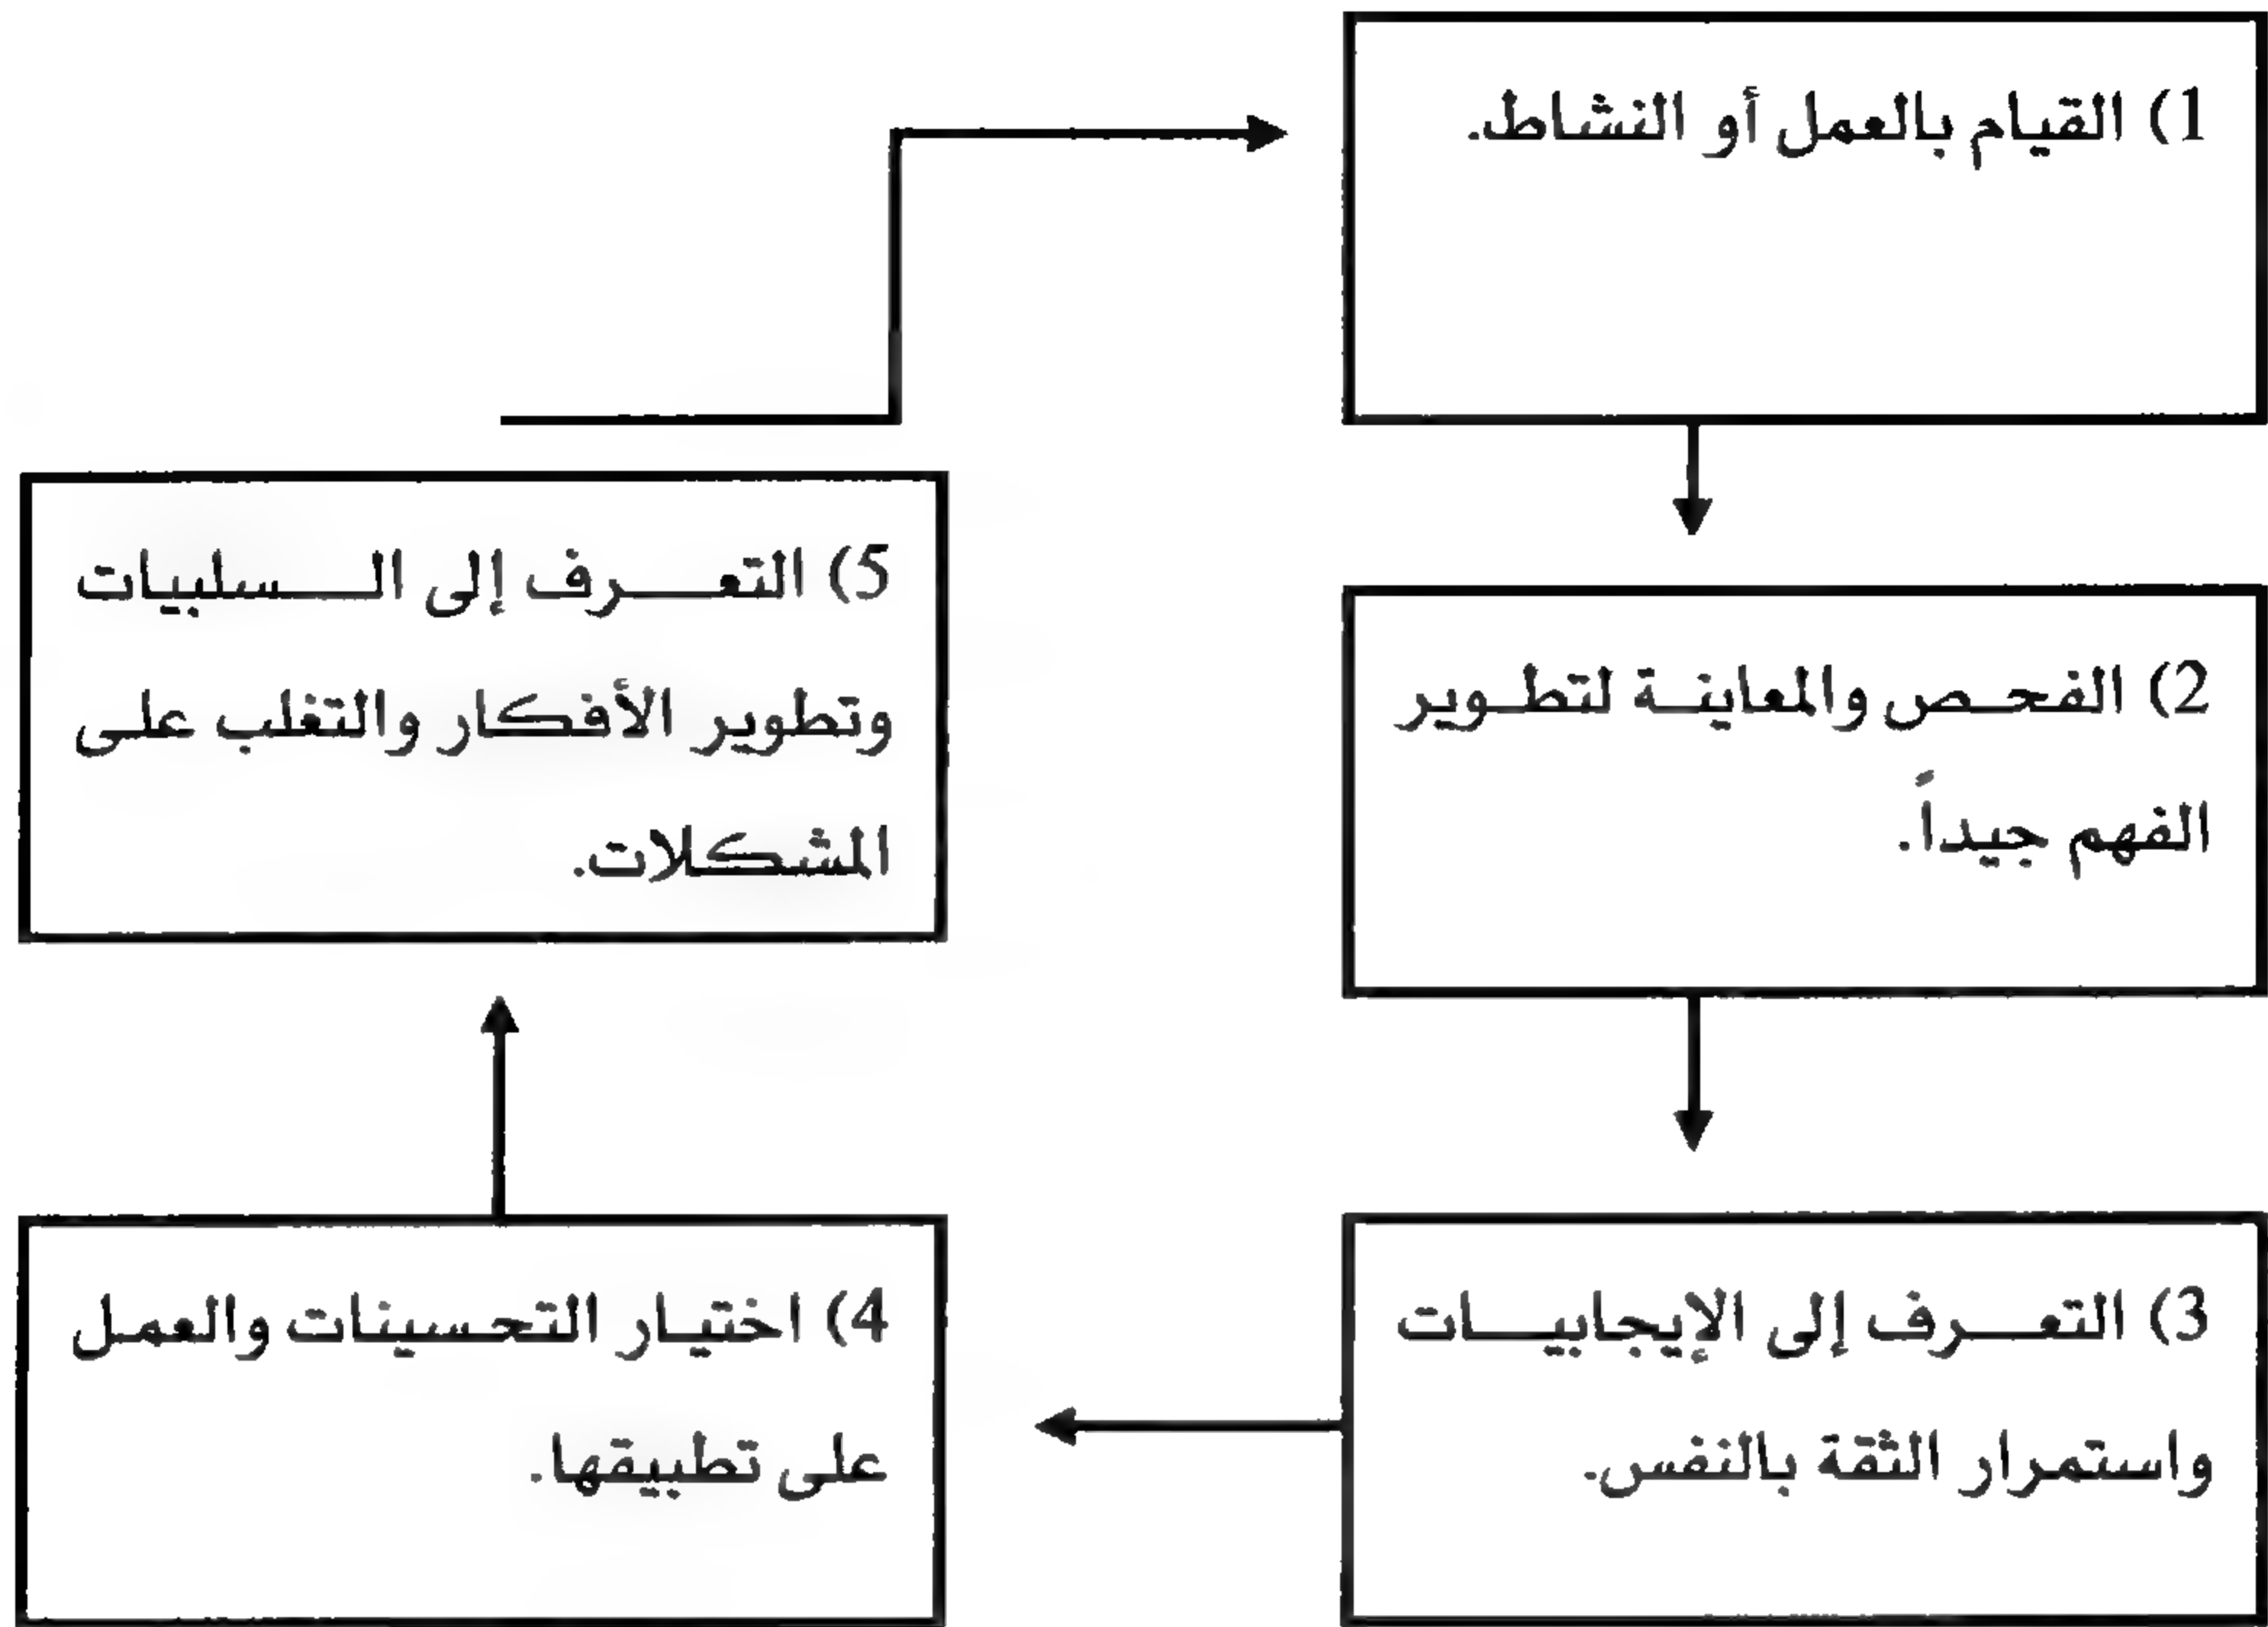 1) القيام بالعمل أو النشاط.
2) الفحص والمعاينة لتطوير
الفهم جيداً.
3) التعرف إلى الإيجابيات
واستمرار الثقة بالنفس.
4) اختيار التحسينات والعمل
على تطبيقها.
5) التعرف إلى السلبيات
وتطوير الأفكار والتغلب على
المشكلات.